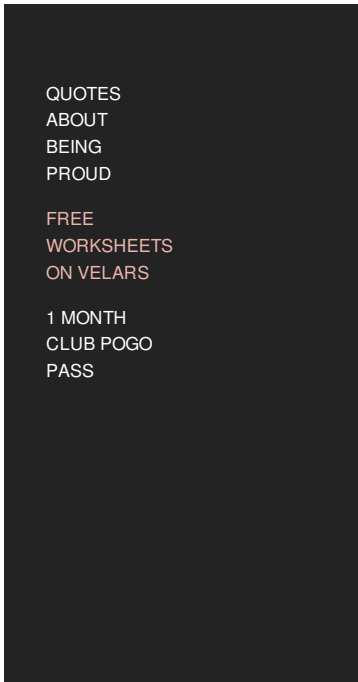 QUOTES
ABOUT
BEING
PROUD
FREE
WORKSHEETS
ON VELARS
1 MONTH
CLUB POGO
PASS